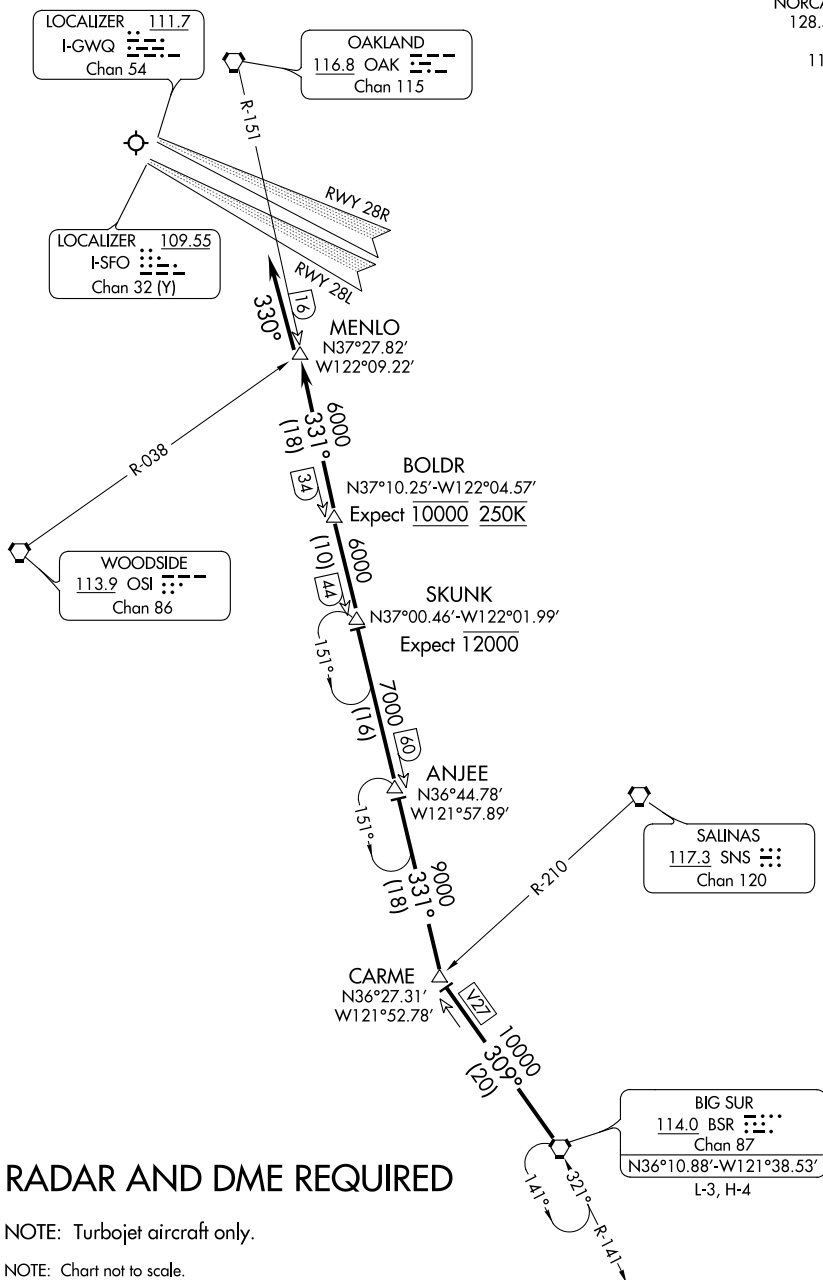 NORCA
128.
11
LOCALIZER 111.7
I-GWQ
Chan 54
OAKLAND
116.8 OAK
Chan 115
R-151
RWY 28R
LOCALIZER 109.55
I-SFO
Chan 32 (Y)
RWY 28L
330°
16
MENLO
N37°27.82'
W122°09.22'
R-038
6000
331°
(18)
34
BOLDR
N37°10.25'-W122°04.57'
Expect 10000 250K
WOODSIDE
113.9 OSI
Chan 86
6000
(10)
44
SKUNK
N37°00.46'-W122°01.99'
Expect 12000
151°
7000
(16)
60
ANJEE
N36°44.78'
W121°57.89'
151°
SALINAS
117.3 SNS
Chan 120
R-210
9000
331°
(18)
CARME
N36°27.31'
W121°52.78'
V27
10000
309°
(20)
BIG SUR
114.0 BSR
Chan 87
N36°10.88'-W121°38.53'
L-3, H-4
141°
321°
R-141
RADAR AND DME REQUIRED
NOTE: Turbojet aircraft only.
NOTE: Chart not to scale.